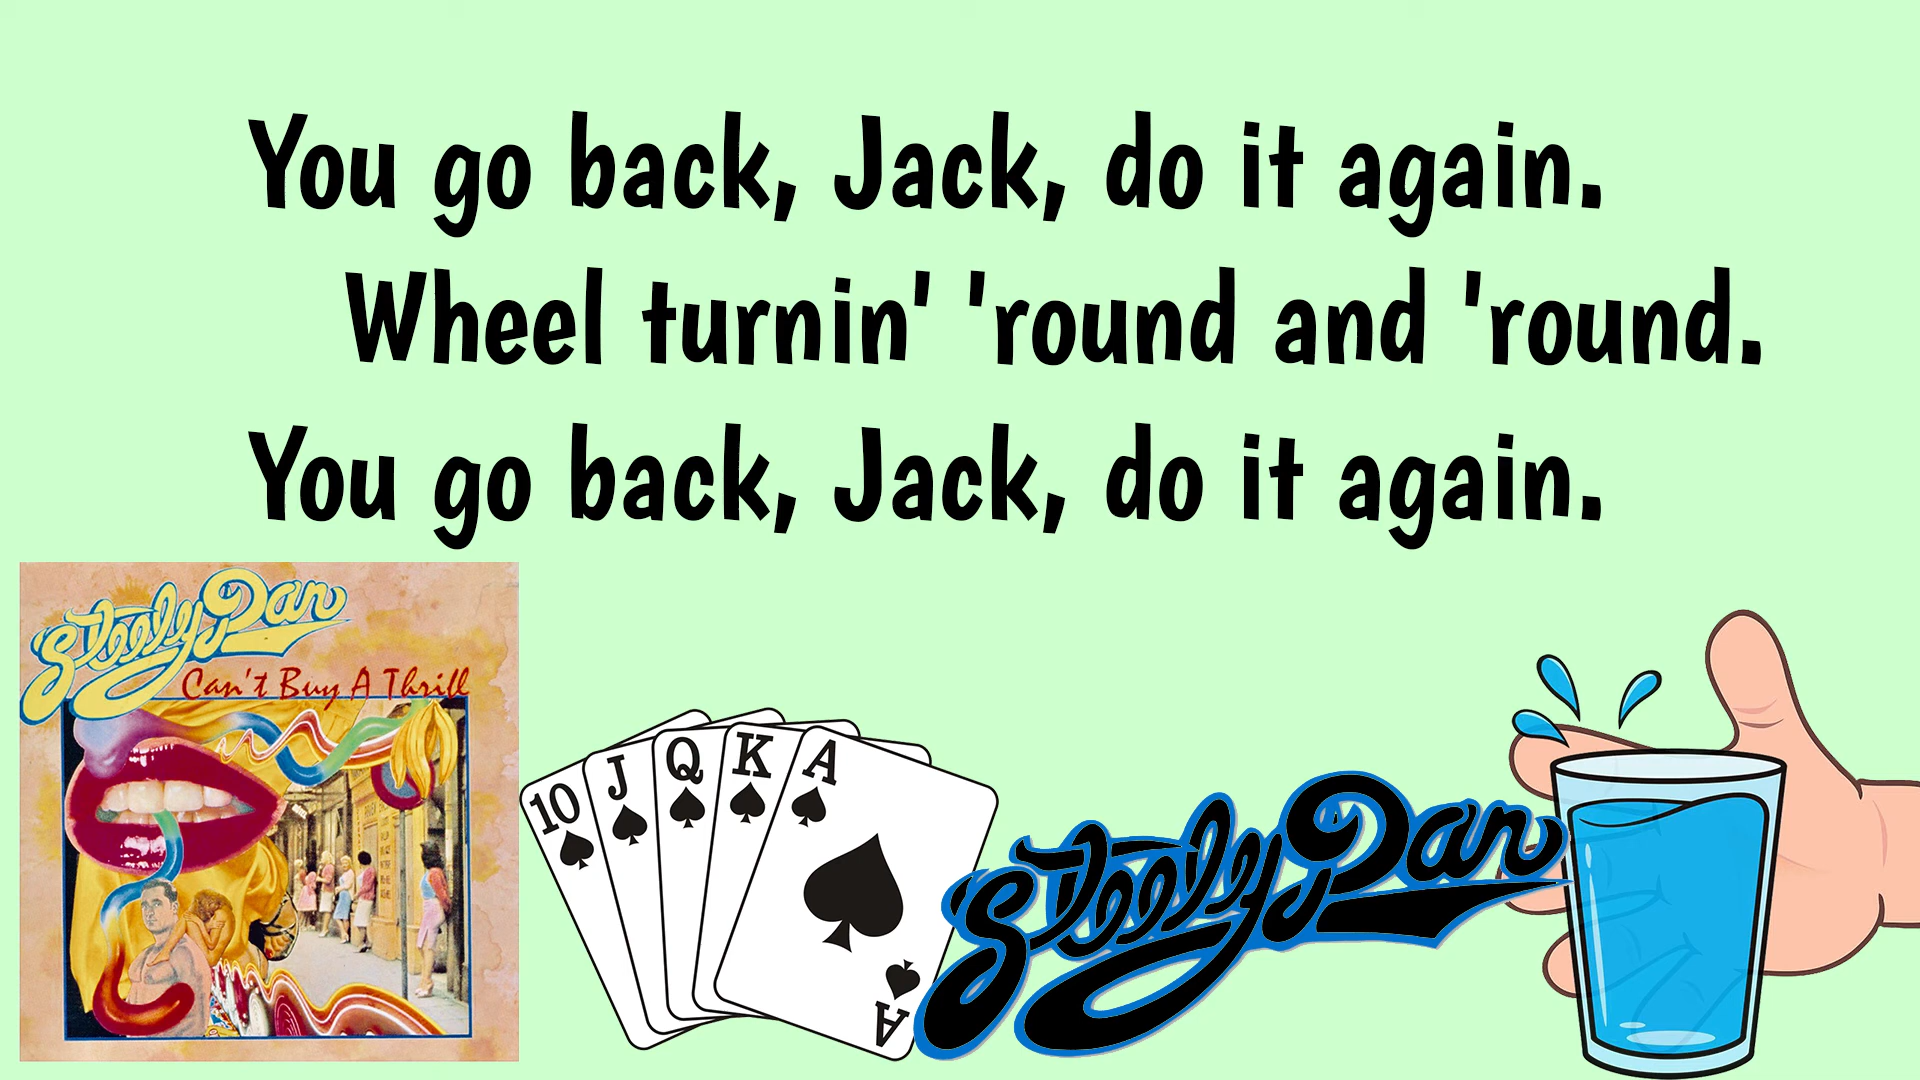 You go back, Jack, do it again.
Wheel turnin' 'round and 'round.
You go back, Jack, do it again.
Steely Dan
Can't Buy A Thrill
10
J
Q
K
A
A
Steely Dan